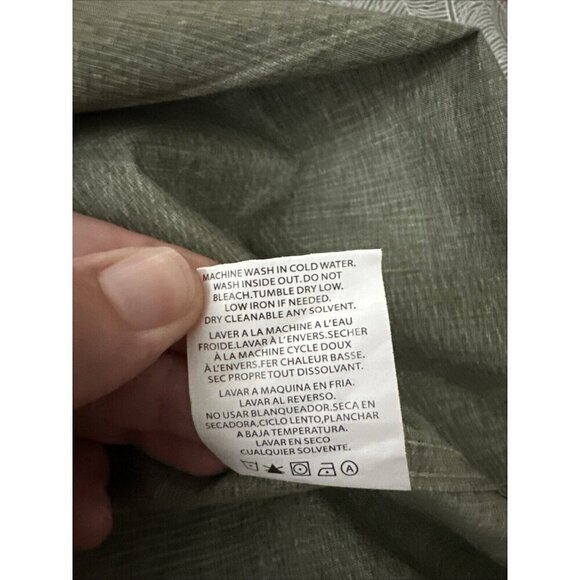 MACHINE WASH IN COLD WATER.
WASH INSIDE OUT. DO NOT
BLEACH.TUMBLE DRY LOW.
LOW IRON IF NEEDED.
DRY CLEANABLE ANY SOLVENT.
LAVER A LA MACHINE A L'EAU
FROIDE.LAVAR À L'ENVERS.SECHER
À LA MACHINE CYCLE DOUX
À L'ENVERS.FER CHALEUR BASSE.
SEC PROPRE TOUT DISSOLVANT.
LAVAR A MAQUINA EN FRIA.
LAVAR AL REVERSO.
NO USAR BLANQUEADOR.SECA EN
SECADORA,CICLO LENTO,PLANCHAR
A BAJA TEMPERATURA.
LAVAR EN SECO
CUALQUIER SOLVENTE.
A